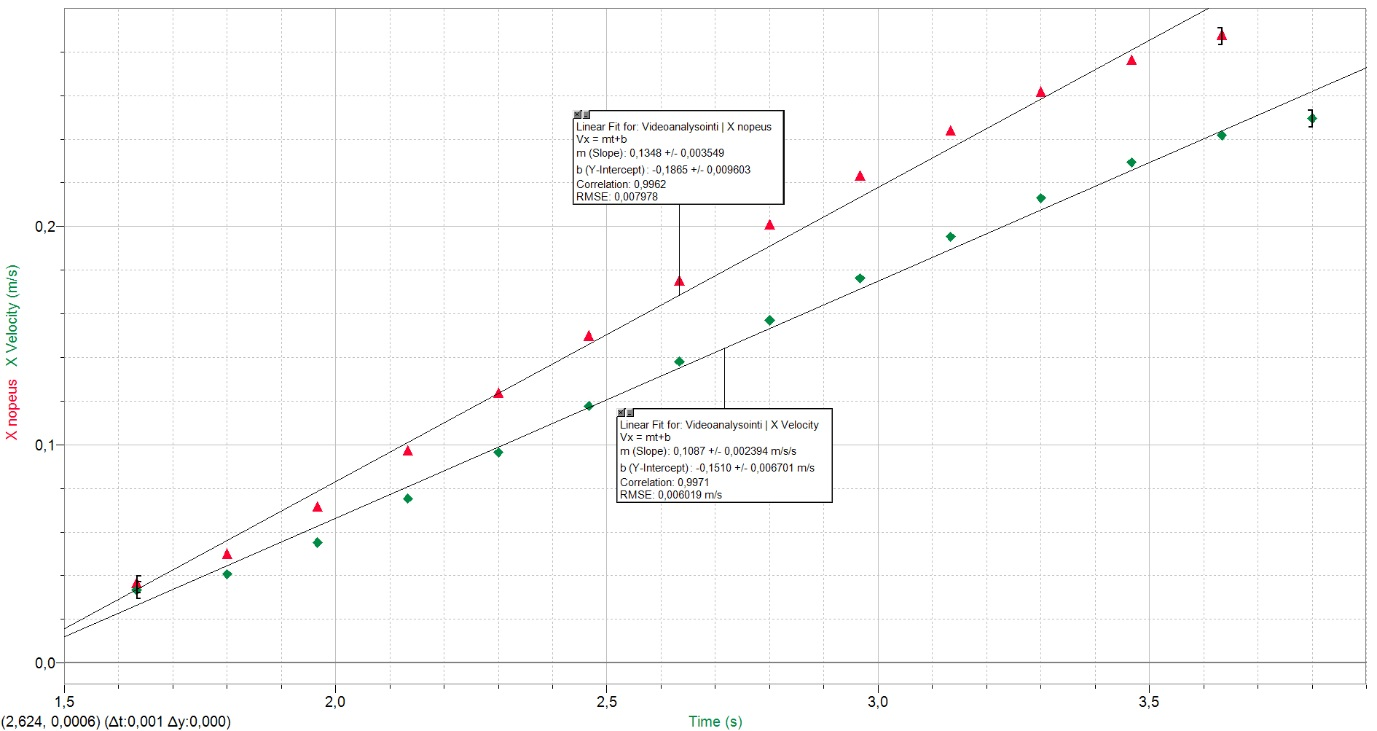 Linear Fit for: Videoanalysointi | X nopeus
Vx = mt+b
m (Slope): 0,1348 +/- 0,003549
b (Y-Intercept) : -0,1865 +/- 0,009603
Correlation: 0,9962
RMSE: 0,007978
0,2
X nopeus X Velocity (m/s)
0,1
Linear Fit for: Videoanalysointi | X Velocity
Vx = mt+b
m (Slope): 0,1087 +/- 0,002394 m/s/s
b (Y-Intercept) : -0,1510 +/- 0,006701 m/s
Correlation: 0,9971
RMSE: 0,006019 m/s
0,0
1,5 2,0 2,5 3,0 3,5
(2,624, 0,0006) (Δt:0,001 Δy:0,000) Time (s)